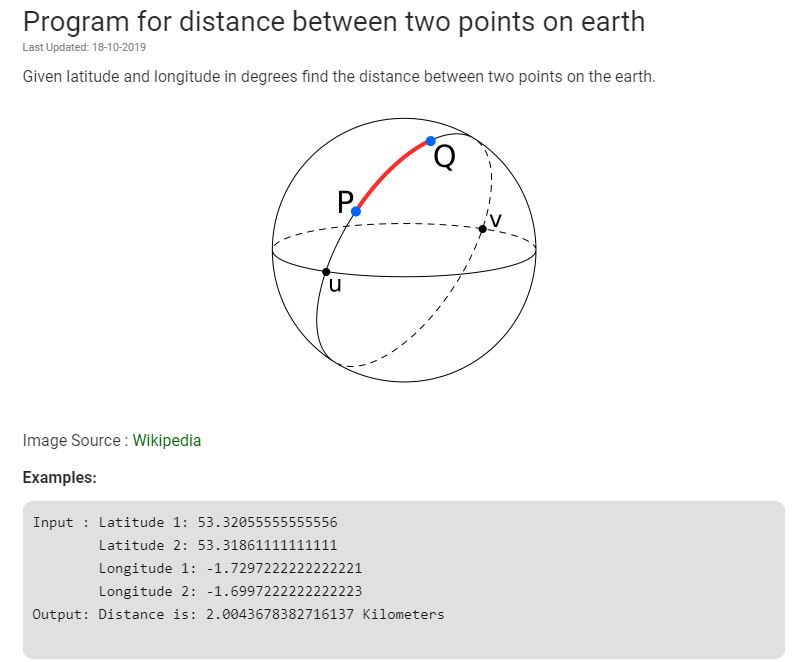 Program for distance between two points on earth
Last Updated: 18-10-2019
Given latitude and longitude in degrees find the distance between two points on the earth.
Q
P
v
u
Image Source : Wikipedia
Examples:
Input : Latitude 1: 53.32055555555556
Latitude 2: 53.31861111111111
Longitude 1: -1.7297222222222221
Longitude 2: -1.6997222222222223
Output: Distance is: 2.0043678382716137 Kilometers